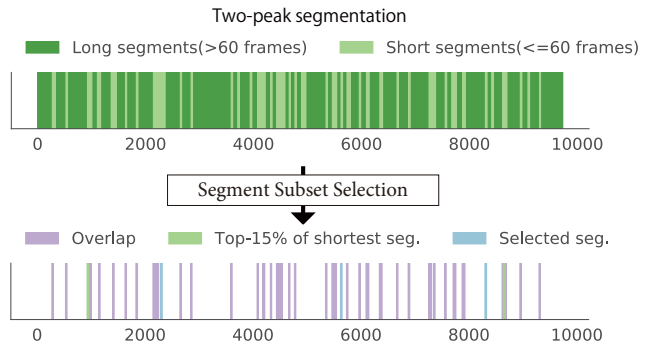 Two-peak segmentation
Long segments(>60 frames) Short segments(<=60 frames)
0 2000 4000 6000 8000 10000
Segment Subset Selection
Overlap Top-15% of shortest seg. Selected seg.
0 2000 4000 6000 8000 10000